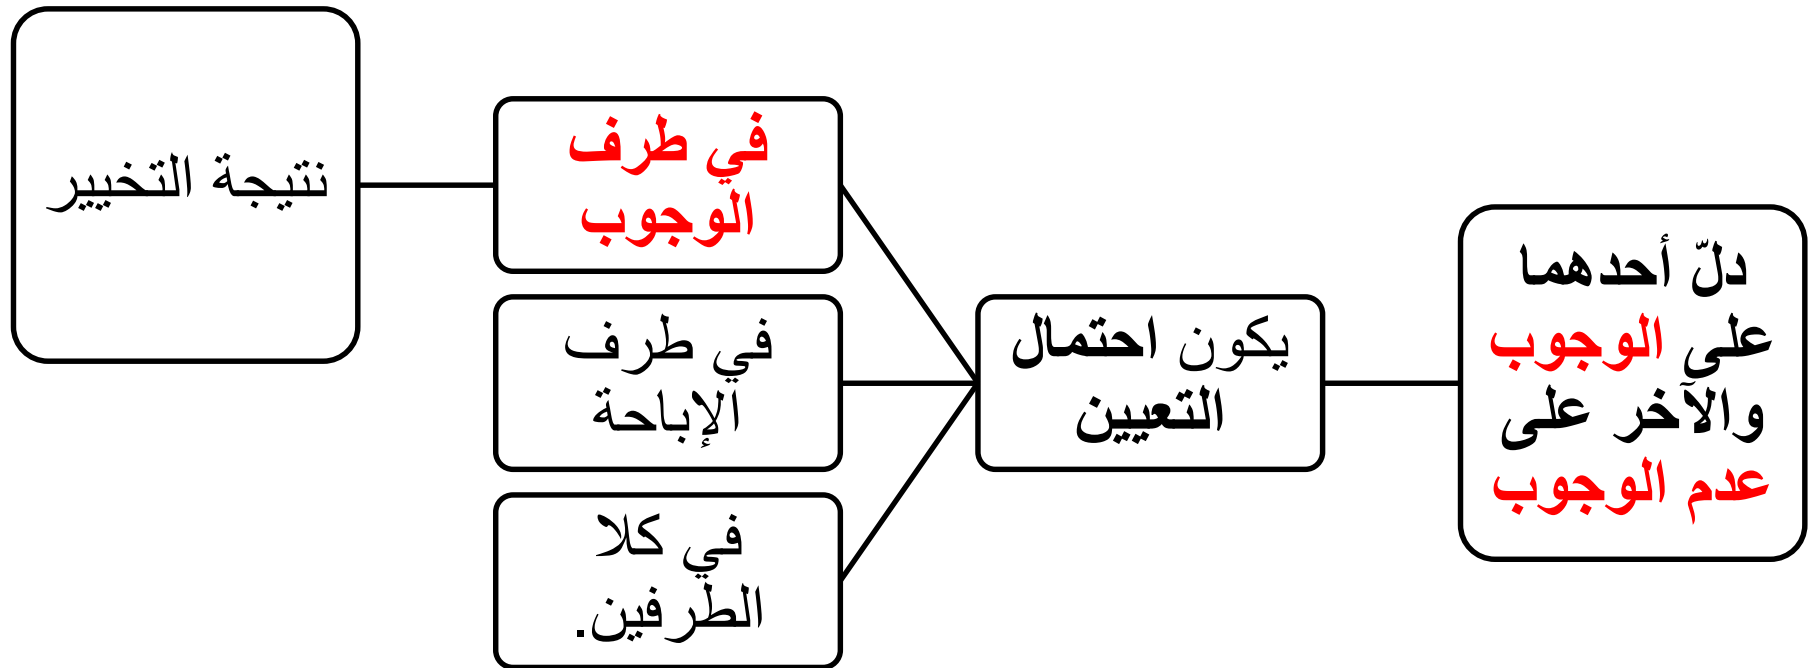 دلّ أحدهما
على الوجوب
والآخر على
عدم الوجوب
يكون احتمال
التعيين
في طرف
الوجوب
في طرف
الإباحة
في كلا
الطرفين.
نتيجة التخيير